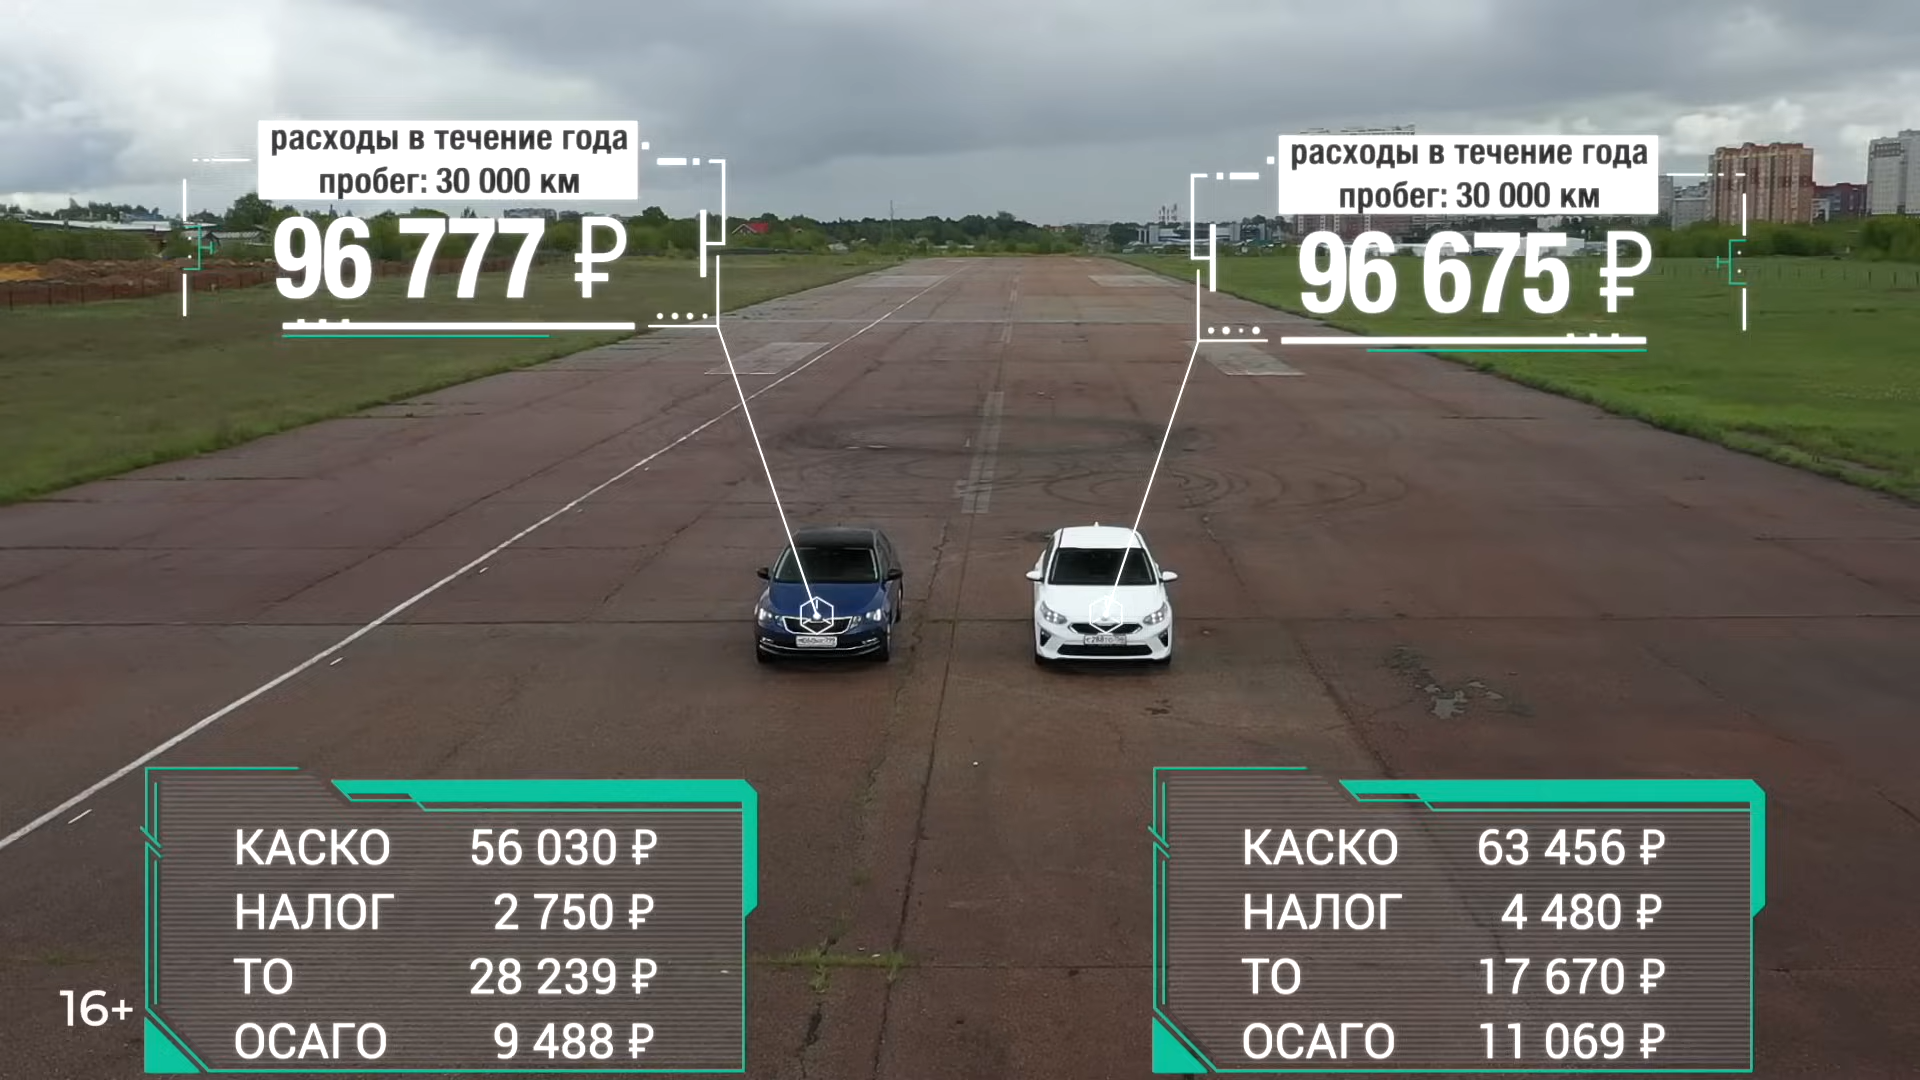 расходы в течение года
пробег: 30 000 км
96 777 ₽
расходы в течение года
пробег: 30 000 км
96 675 ₽
КАСКО 56 030 ₽
НАЛОГ 2 750 ₽
ТО 28 239 ₽
ОСАГО 9 488 ₽
КАСКО 63 456 ₽
НАЛОГ 4 480 ₽
ТО 17 670 ₽
ОСАГО 11 069 ₽
16+